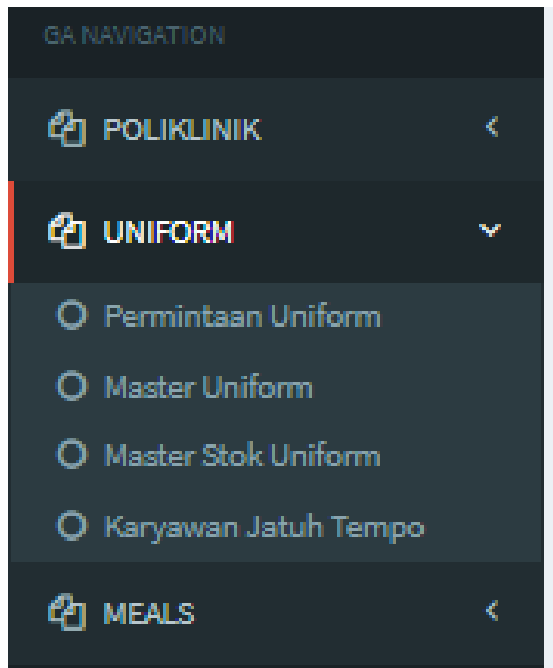 GA NAVIGATION
POLIKLINIK
UNIFORM
Permintaan Uniform
Master Uniform
Master Stok Uniform
Karyawan Jatuh Tempo
MEALS